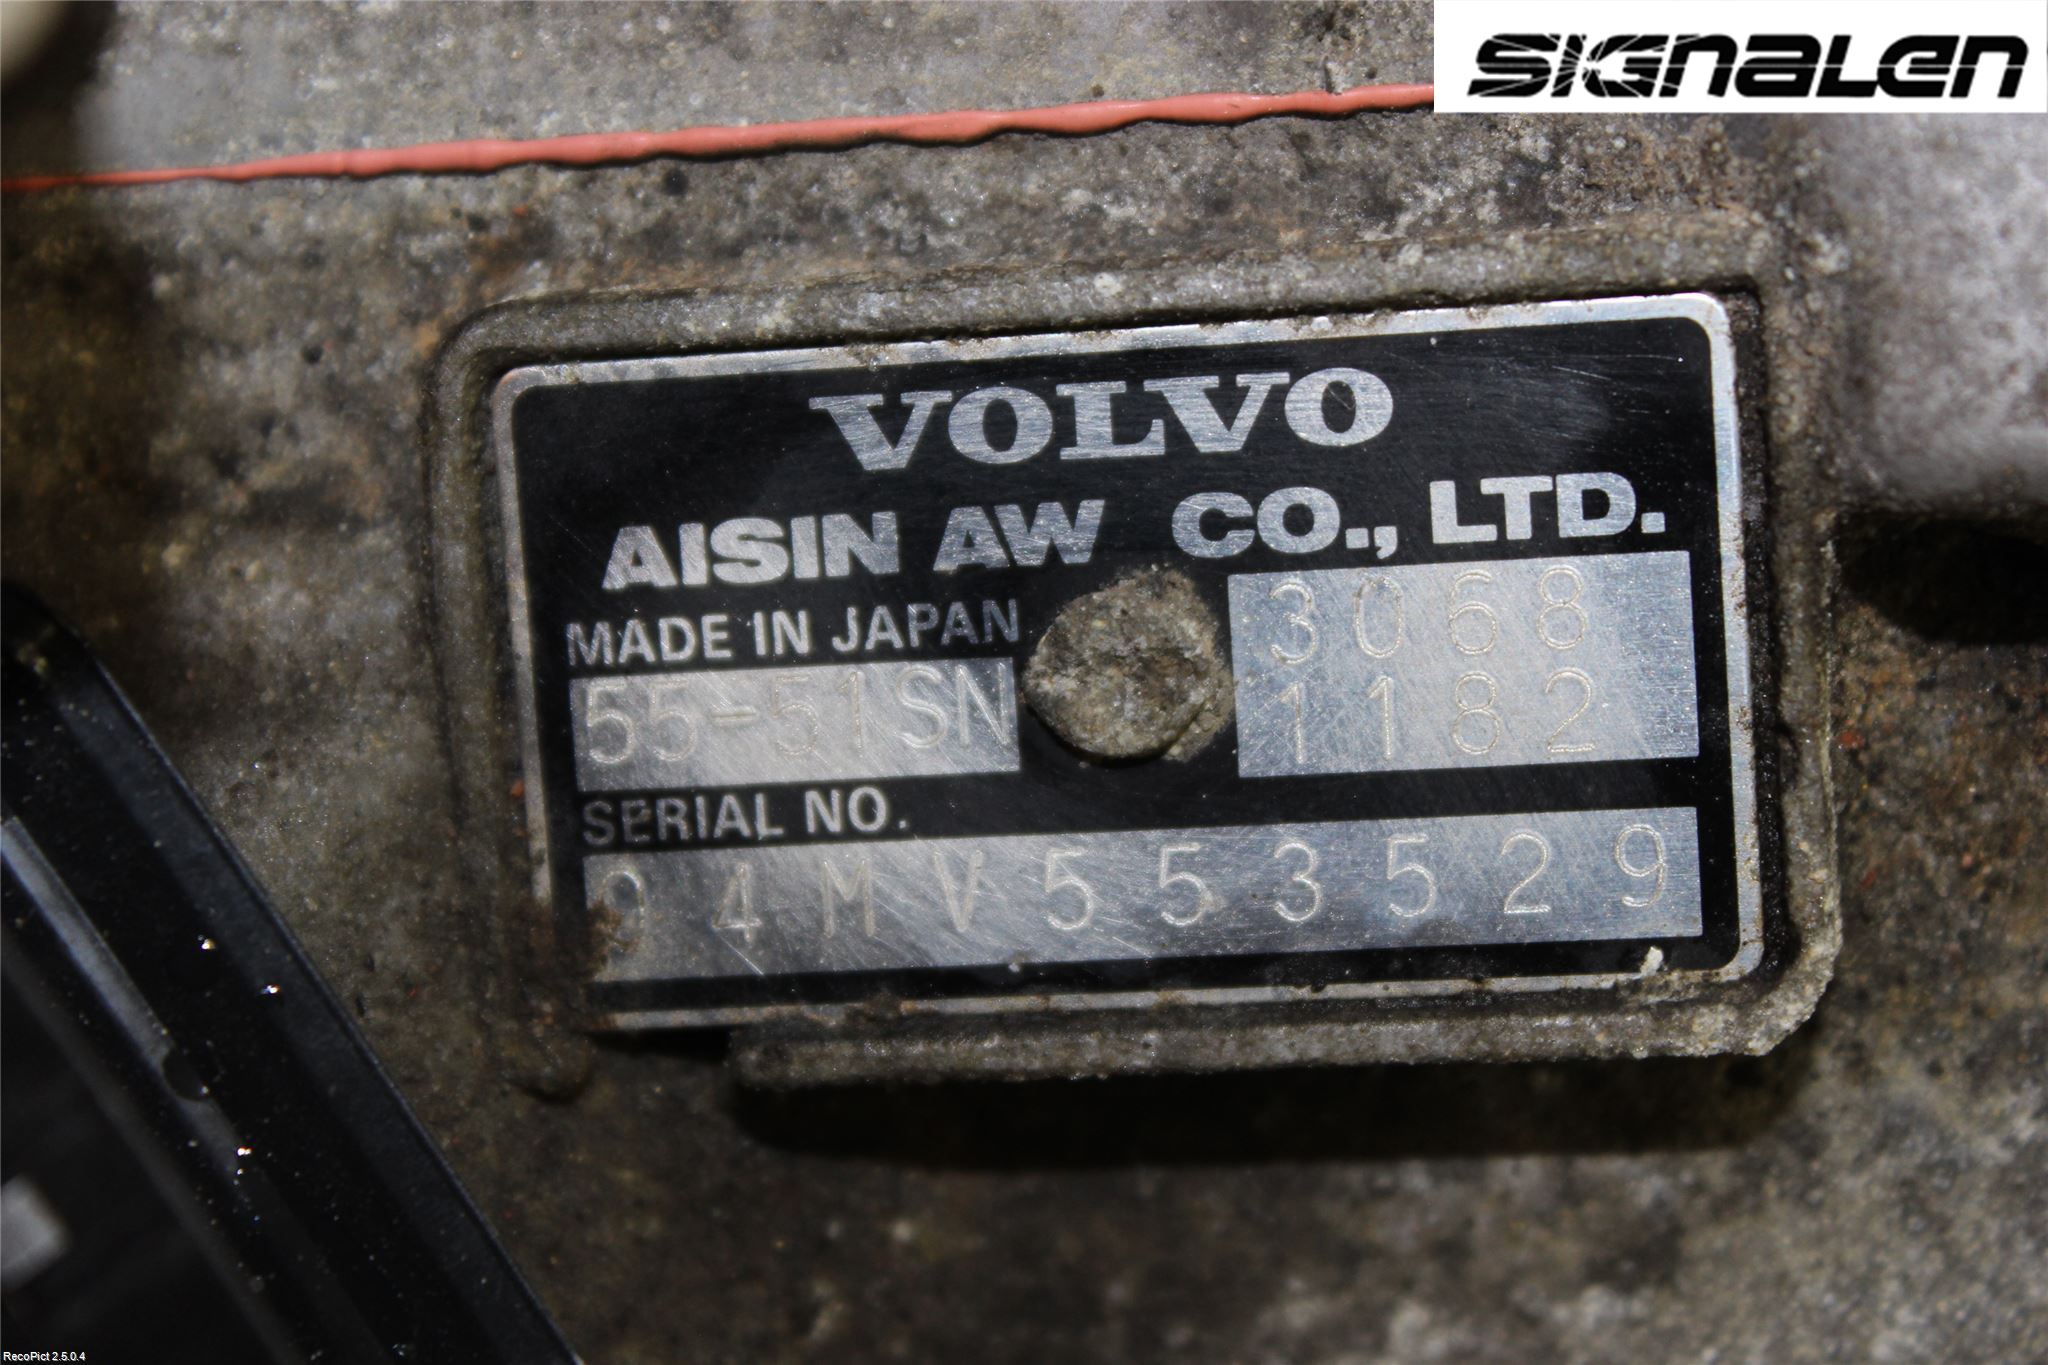 SIGNALEN
VOLVO
AISIN AW CO., LTD.
MADE IN JAPAN
3068
55-51SN
1182
SERIAL NO.
04MV553529
RecoPict 2.5.0.4